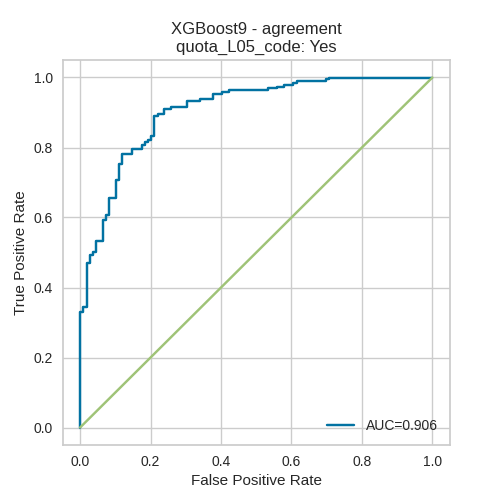 XGBoost9 - agreement
quota_L05_code: Yes
True Positive Rate
1.0
0.8
0.6
0.4
0.2
0.0
AUC=0.906
0.0 0.2 0.4 0.6 0.8 1.0
False Positive Rate